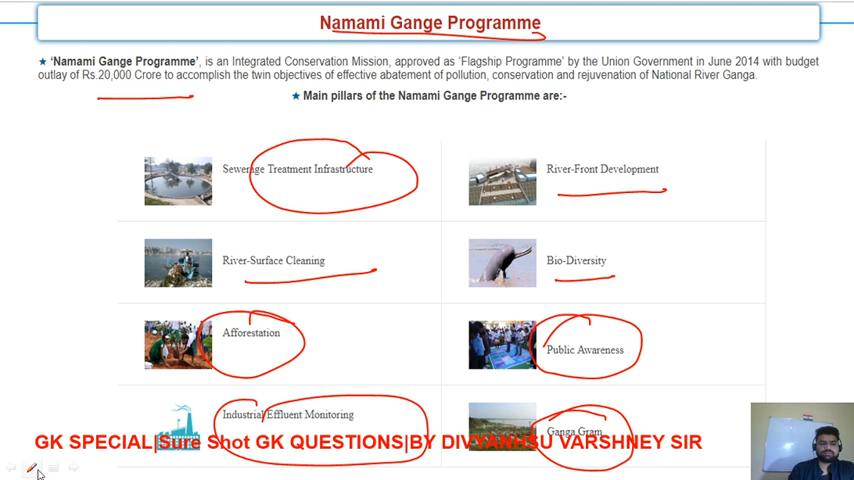 Namami Gange Programme
★ ‘Namami Gange Programme’, is an Integrated Conservation Mission, approved as ‘Flagship Programme’ by the Union Government in June 2014 with budget
outlay of Rs.20,000 Crore to accomplish the twin objectives of effective abatement of pollution, conservation and rejuvenation of National River Ganga.
★ Main pillars of the Namami Gange Programme are:-
Sewerage Treatment Infrastructure
River-Front Development
River-Surface Cleaning
Bio-Diversity
Afforestation
Public Awareness
Industrial Effluent Monitoring
Ganga Gram
GK SPECIAL|Sure Shot GK QUESTIONS|BY DIVYANHSU VARSHNEY SIR